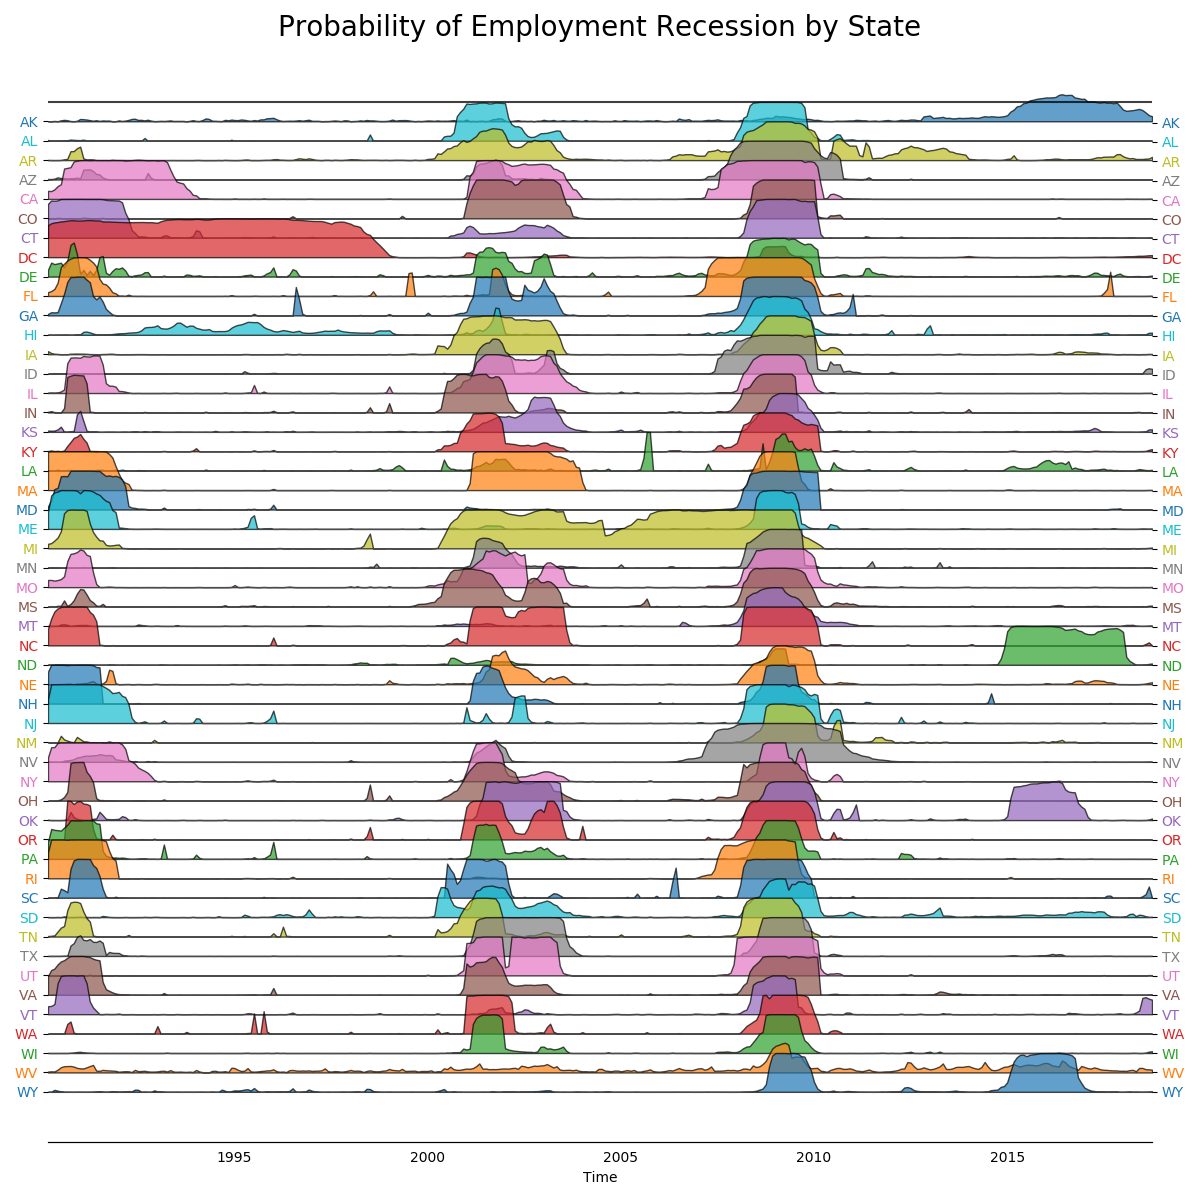 Probability of Employment Recession by State
AK AK
AL AL
AR AR
AZ AZ
CA CA
CO CO
CT CT
DC DC
DE DE
FL FL
GA GA
HI HI
IA IA
ID ID
IL IL
IN IN
KS KS
KY KY
LA LA
MA MA
MD MD
ME ME
MI MI
MN MN
MO MO
MS MS
MT MT
NC NC
ND ND
NE NE
NH NH
NJ NJ
NM NM
NV NV
NY NY
OH OH
OK OK
OR OR
PA PA
RI RI
SC SC
SD SD
TN TN
TX TX
UT UT
VA VA
VT VT
WA WA
WI WI
WV WV
WY WY
1995 2000 2005 2010 2015
Time